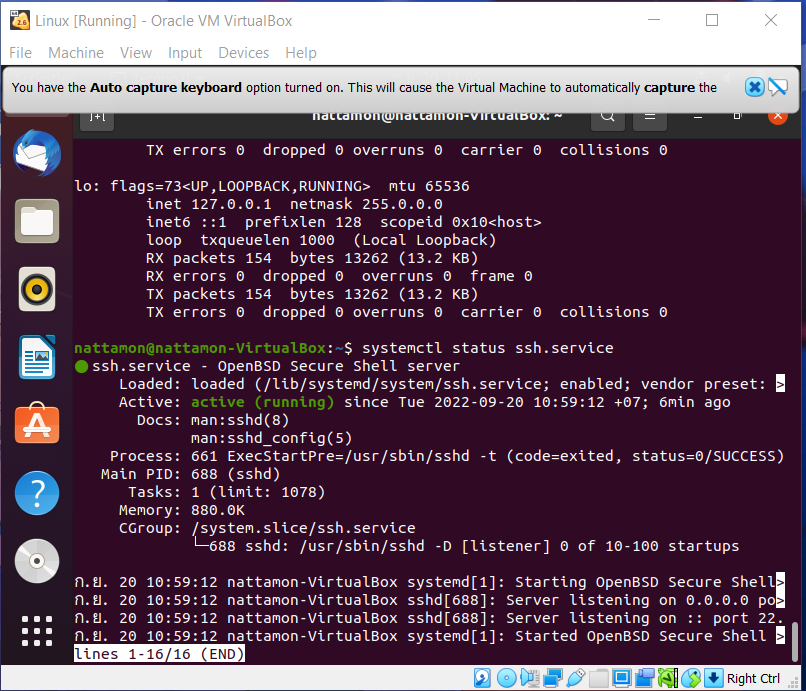 Linux [Running] - Oracle VM VirtualBox
File Machine View Input Devices Help
You have the Auto capture keyboard option turned on. This will cause the Virtual Machine to automatically capture the
nattamon@nattamon-VirtualBox: ~
TX errors 0  dropped 0 overruns 0  carrier 0  collisions 0
lo: flags=73<UP,LOOPBACK,RUNNING>  mtu 65536
inet 127.0.0.1  netmask 255.0.0.0
inet6 ::1  prefixlen 128  scopeid 0x10<host>
loop  txqueuelen 1000  (Local Loopback)
RX packets 154  bytes 13262 (13.2 KB)
RX errors 0  dropped 0  overruns 0  frame 0
TX packets 154  bytes 13262 (13.2 KB)
TX errors 0  dropped 0 overruns 0  carrier 0  collisions 0
nattamon@nattamon-VirtualBox:~$ systemctl status ssh.service
ssh.service - OpenBSD Secure Shell server
Loaded: loaded (/lib/systemd/system/ssh.service; enabled; vendor preset: >
Active: active (running) since Tue 2022-09-20 10:59:12 +07; 6min ago
Docs: man:sshd(8)
man:sshd_config(5)
Process: 661 ExecStartPre=/usr/sbin/sshd -t (code=exited, status=0/SUCCESS)
Main PID: 688 (sshd)
Tasks: 1 (limit: 1078)
Memory: 880.0K
CGroup: /system.slice/ssh.service
└─688 sshd: /usr/sbin/sshd -D [listener] 0 of 10-100 startups
ก.ย. 20 10:59:12 nattamon-VirtualBox systemd[1]: Starting OpenBSD Secure Shell>
ก.ย. 20 10:59:12 nattamon-VirtualBox sshd[688]: Server listening on 0.0.0.0 po>
ก.ย. 20 10:59:12 nattamon-VirtualBox sshd[688]: Server listening on :: port 22.
ก.ย. 20 10:59:12 nattamon-VirtualBox systemd[1]: Started OpenBSD Secure Shell >
lines 1-16/16 (END)
Right Ctrl